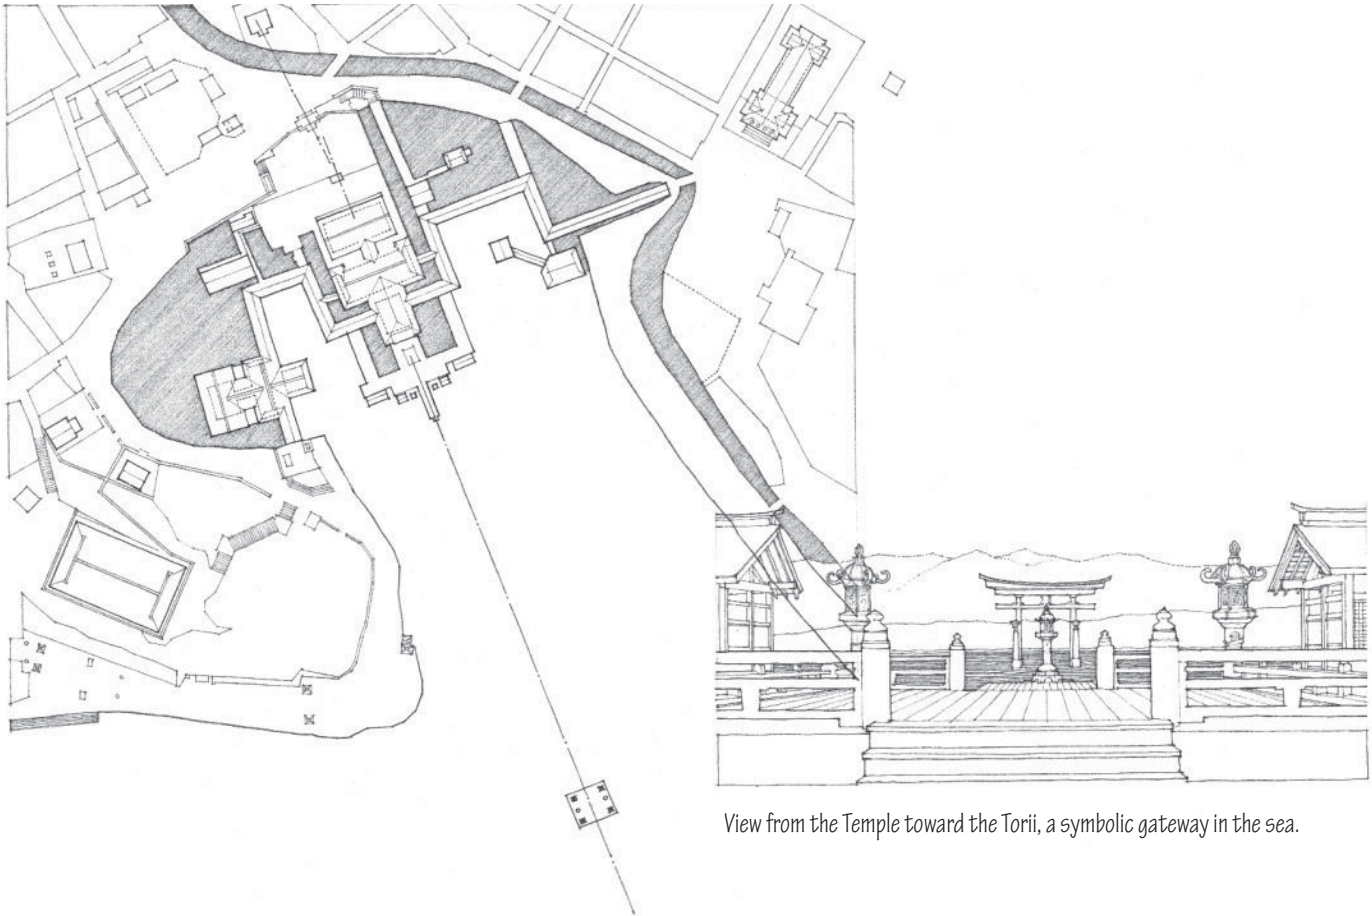 View from the Temple toward the Torii, a symbolic gateway in the sea.